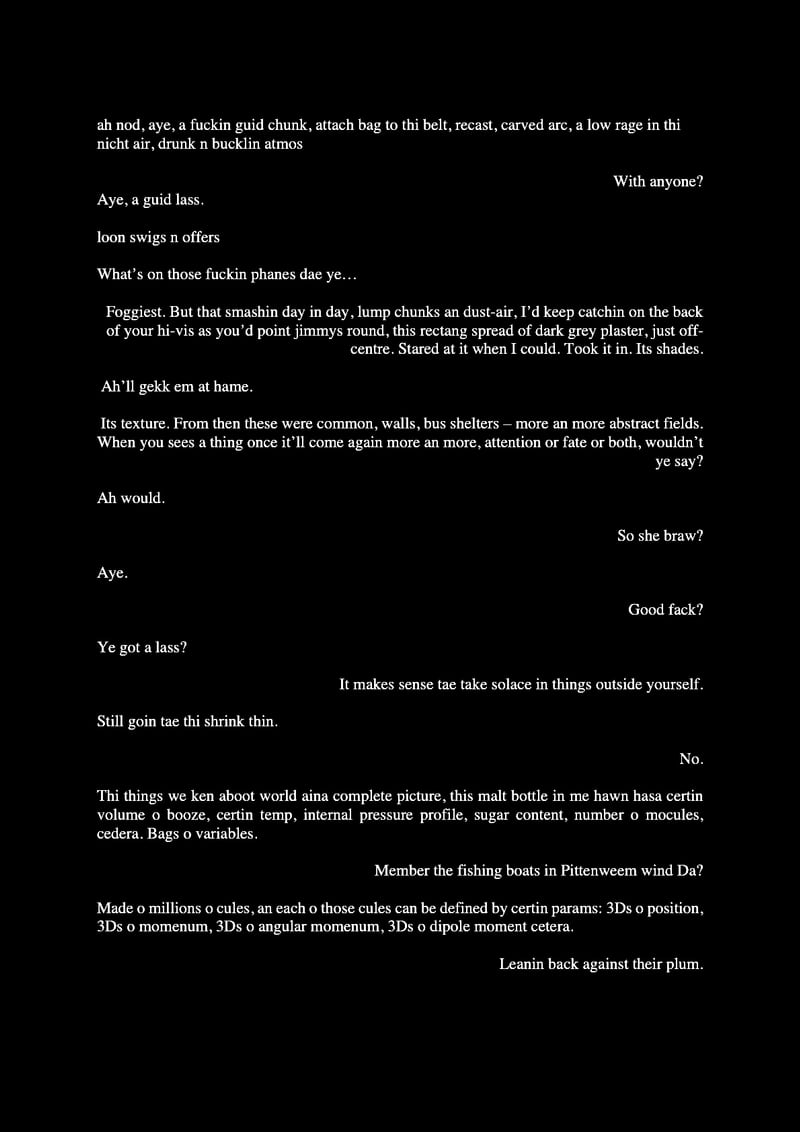 ah nod, aye, a fuckin guid chunk, attach bag to thi belt, recast, carved arc, a low rage in thi
nicht air, drunk n bucklin atmos
With anyone?
Aye, a guid lass.
loon swigs n offers
What’s on those fuckin phanes dae ye…
Foggiest. But that smashin day in day, lump chunks an dust-air, I’d keep catchin on the back
of your hi-vis as you’d point jimmys round, this rectang spread of dark grey plaster, just off-
centre. Stared at it when I could. Took it in. Its shades.
Ah’ll gekk em at hame.
Its texture. From then these were common, walls, bus shelters – more an more abstract fields.
When you sees a thing once it’ll come again more an more, attention or fate or both, wouldn’t
ye say?
Ah would.
So she braw?
Aye.
Good fack?
Ye got a lass?
It makes sense tae take solace in things outside yourself.
Still goin tae thi shrink thin.
No.
Thi things we ken aboot world aina complete picture, this malt bottle in me hawn hasa certin
volume o booze, certin temp, internal pressure profile, sugar content, number o mocules,
cedera. Bags o variables.
Member the fishing boats in Pittenweem wind Da?
Made o millions o cules, an each o those cules can be defined by certin params: 3Ds o position,
3Ds o momenum, 3Ds o angular momenum, 3Ds o dipole moment cetera.
Leanin back against their plum.